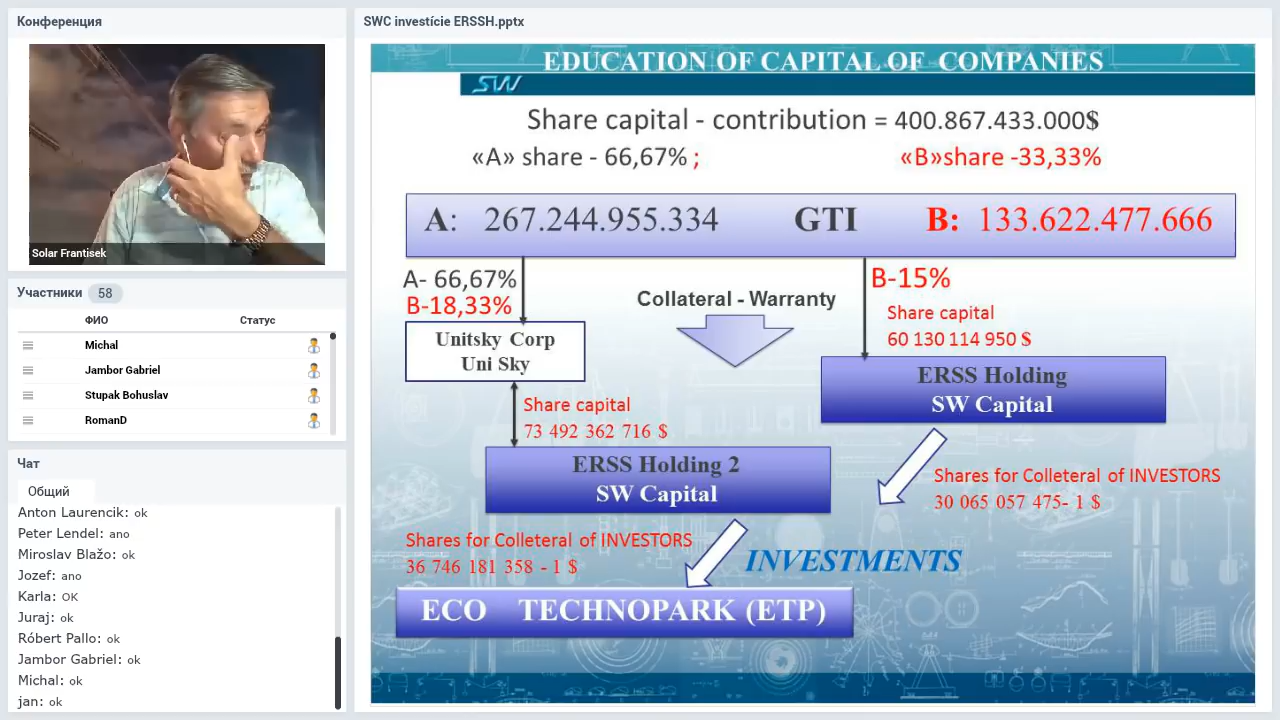 Конференция
Solar Frantisek
Участники 58
ФИО Статус
Michal
Jambor Gabriel
Stupak Bohuslav
RomanD
Чат
Общий
Anton Laurencik: ok
Peter Lendel: ano
Miroslav Blažo: ok
Jozef: ano
Karla: OK
Juraj: ok
Róbert Pallo: ok
Jambor Gabriel: ok
Michal: ok
jan: ok
SWC investície ERSSH.pptx
EDUCATION OF CAPITAL OF COMPANIES
SW
Share capital - contribution = 400.867.433.000$
«A» share - 66,67% ; «B»share -33,33%
A: 267.244.955.334 GTI B: 133.622.477.666
A- 66,67%
B-18,33%
Collateral - Warranty
B-15%
Share capital
60 130 114 950 $
Unitsky Corp
Uni Sky
ERSS Holding
SW Capital
Share capital
73 492 362 716 $
ERSS Holding 2
SW Capital
Shares for Colleteral of INVESTORS
30 065 057 475- 1 $
Shares for Colleteral of INVESTORS
36 746 181 358 - 1 $
INVESTMENTS
ECO TECHNOPARK (ETP)